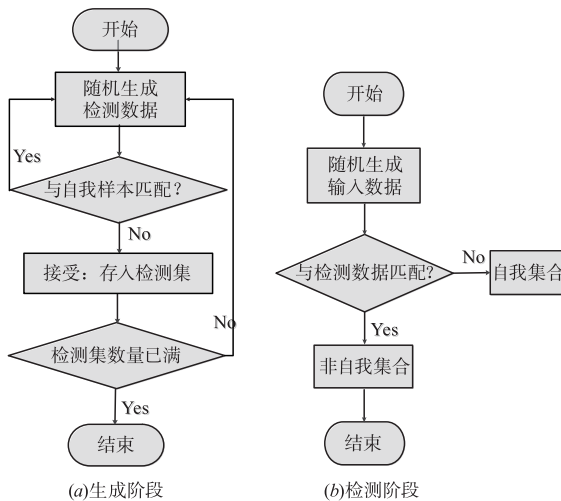 开始
随机生成
检测数据
Yes
与自我样本匹配？
No
接受：存入检测集
No
检测集数量已满
Yes
结束
(a)生成阶段
开始
随机生成
输入数据
与检测数据匹配？
No
自我集合
Yes
非自我集合
结束
(b)检测阶段